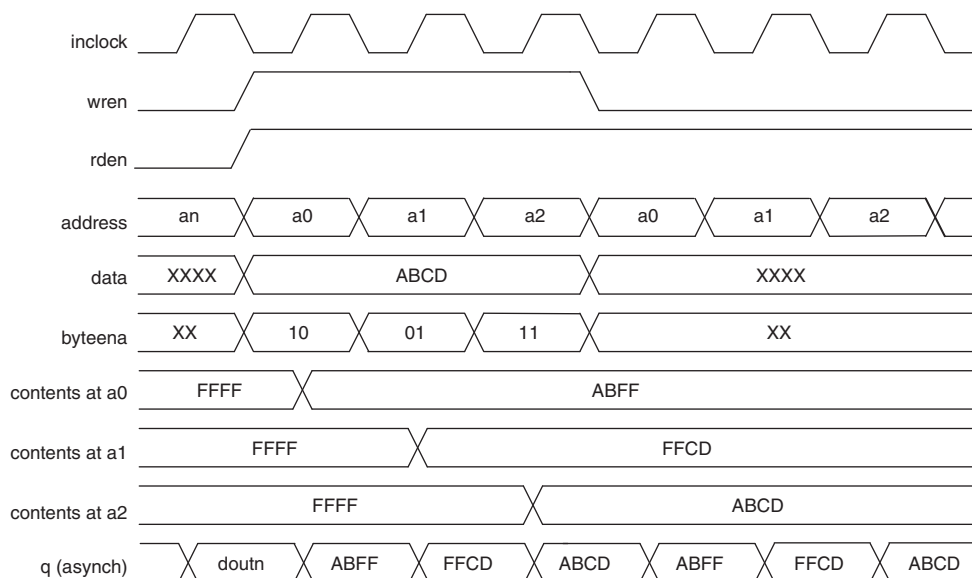 inclock
wren
rden
address an a0 a1 a2 a0 a1 a2
data XXXX ABCD XXXX
byteena XX 10 01 11 XX
contents at a0 FFFF ABFF
contents at a1 FFFF FFCD
contents at a2 FFFF ABCD
q (asynch) doutn ABFF FFCD ABCD ABFF FFCD ABCD